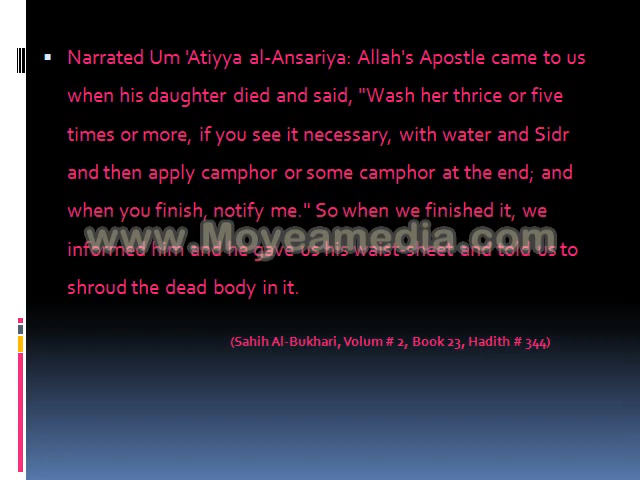 Narrated Um 'Atiyya al-Ansariya: Allah's Apostle came to us
when his daughter died and said, "Wash her thrice or five
times or more, if you see it necessary, with water and Sidr
and then apply camphor or some camphor at the end; and
when you finish, notify me." So when we finished it, we
www.Moyeamedia.com
informed him and he gave us his waist-sheet and told us to
shroud the dead body in it.
(Sahih Al-Bukhari, Volum # 2, Book 23, Hadith # 344)